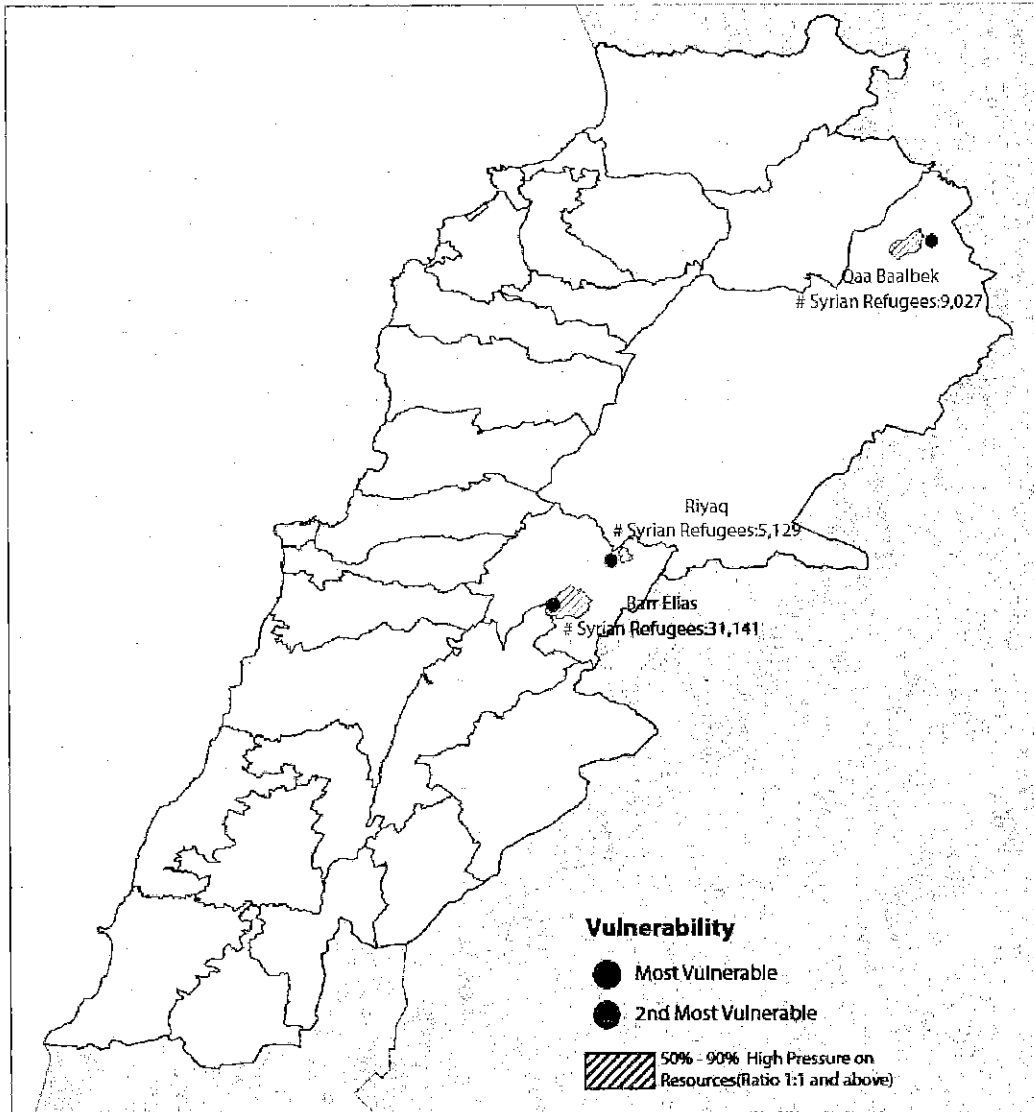 Qaa Baalbek
# Syrian Refugees:9,027
Riyaq
# Syrian Refugees:5,129
Barr Elias
# Syrian Refugees:31,141
Vulnerability
Most Vulnerable
2nd Most Vulnerable
50% - 90% High Pressure on
Resources(Ratio 1:1 and above)